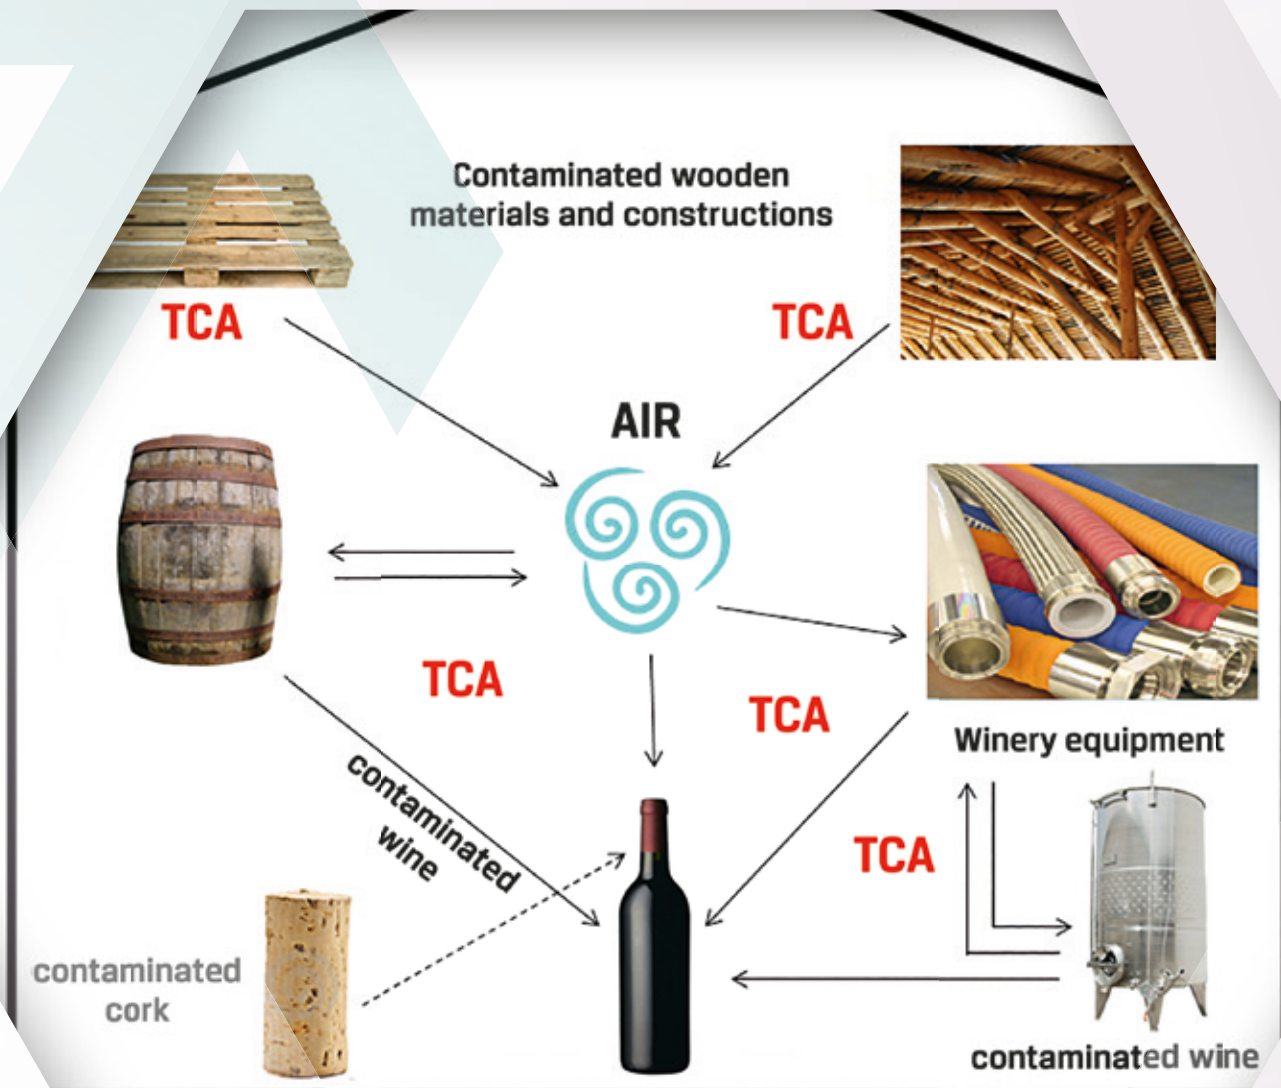 Contaminated wooden
materials and constructions
TCA
TCA
AIR
TCA
TCA
Winery equipment
contaminated
wine
TCA
contaminated
cork
contaminated wine